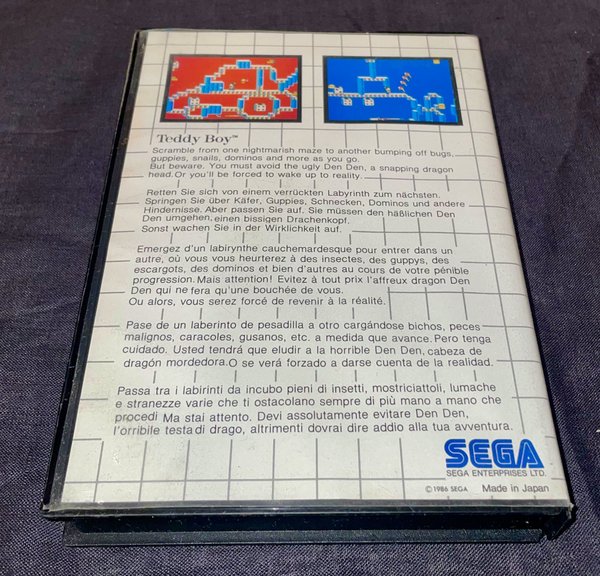 Teddy Boy™
Scramble from one nightmarish maze to another bumping off bugs,
guppies, snails, dominos and more as you go.
But beware. You must avoid the ugly Den Den, a snapping dragon
head. Or you'll be forced to wake up to reality.
Retten Sie sich von einem verrückten Labyrinth zum nächsten.
Springen Sie über Käfer, Guppies, Schnecken, Dominos und andere
Hindernisse. Aber passen Sie auf. Sie müssen den häßlichen Den
Den umgehen, einen bissigen Drachenkopf.
Sonst wachen Sie in der Wirklichkeit auf.
Emergez d'un labirynthe cauchemardesque pour entrer dans un
autre, où vous vous heurterez à des insectes, des guppys, des
escargots, des dominos et bien d'autres au cours de votre pénible
progression. Mais attention! Evitez à tout prix l'affreux dragon Den
Den qui ne fera qu'une bouchée de vous.
Ou alors, vous serez forcé de revenir à la réalité.
Pase de un laberinto de pesadilla a otro cargándose bichos, peces
malignos, caracoles, gusanos, etc. a medida que avance. Pero tenga
cuidado. Usted tendrá que eludir a la horrible Den Den, cabeza de
dragón mordedora. O se verá forzado a darse cuenta de la realidad.
Passa tra i labirinti da incubo pieni di insetti, mostriciattoli, lumache
e stranezze varie che ti ostacolano sempre di più mano a mano che
procedi Ma stai attento. Devi assolutamente evitare Den Den,
l'orribile testa di drago, altrimenti dovrai dire addio alla tua avventura.
SEGA
SEGA ENTERPRISES LTD.
© 1986 SEGA Made in Japan